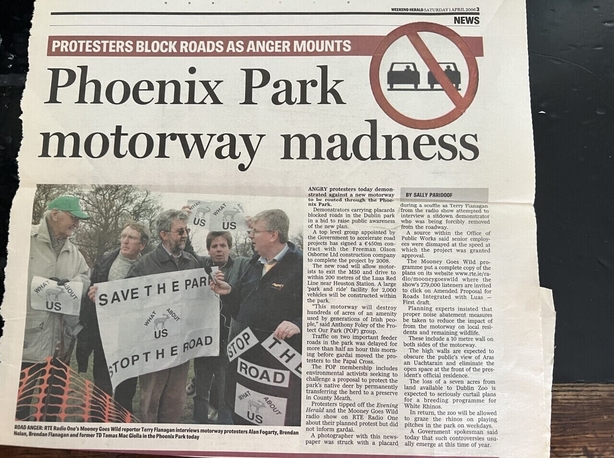 WEEKEND HERALD SATURDAY 1 APRIL 2006 3
NEWS
PROTESTERS BLOCK ROADS AS ANGER MOUNTS
Phoenix Park
motorway madness
WHAT ABOUT US
WHAT ABOUT US
SAVE THE PARK
WHAT ABOUT US
STOP THE ROAD
STOP THE
ROAD
WHAT ABOUT US
ROAD ANGER: RTE Radio One's Mooney Goes Wild reporter Terry Flanagan interviews motorway protesters Alan Fogarty, Brendan
Nolan, Brendan Flanagan and former TD Tomas Mac Giolla in the Phoenix Park today
ANGRY protesters today demon-
strated against a new motorway
to be routed through the Phoe-
nix Park.
Demonstrators carrying placards
blocked roads in the Dublin park
in a bid to raise public awareness
of the new plan.
A top level group appointed by
the Government to accelerate road
projects has signed a €450m con-
tract with the Freeman Olson
Osborne Ltd construction company
to complete the project by 2008.
The new road will allow motor-
ists to exit the M50 and drive to
within 200 metres of the Luas Red
Line near Heuston Station. A large
'park and ride' facility for 2,000
vehicles will be constructed within
the park.
"This motorway will destroy
hundreds of acres of an amenity
used by generations of Irish peo-
ple," said Anthony Foley of the Pro-
tect Our Park (POP) group.
Traffic on two important feeder
roads in the park was delayed for
more than half an hour this morn-
ing before gardai moved the pro-
testers to the Papal Cross.
The POP membership includes
environmental activists seeking to
challenge a proposal to protect the
park's native deer by permanently
transferring the herd to a preserve
in County Meath.
Protesters tipped off the Evening
Herald and the Mooney Goes Wild
radio show on RTE Radio One
about their planned protest but did
not inform gardai.
A photographer with this news-
paper was struck with a placard
BY SALLY PARIDOOF
during a scuffle as Terry Flanagan
from the radio show attempted to
interview a sitdown demonstrator
who was being forcibly removed
from the roadway.
A source within the Office of
Public Works said senior employ-
ees were dismayed at the speed at
which the project was granted
approval.
The Mooney Goes Wild pro-
gramme put a complete copy of the
plans on its website www.rte.ie/ra-
dio/mooneygoeswild where the
show's 279,000 listeners are invited
to click on Amended Proposal for
Roads Integrated with Luas –
First draft.
Planning experts insisted that
proper noise abatement measures
be taken to reduce the impact of
from the motorway on local resi-
dents and remaining wildlife.
These include a 10 metre wall on
both sides of the motorway.
The high walls are expected to
obscure the public's view of Aras
an Uachtarain and eliminate the
open space at the front of the pres-
ident's official residence.
The loss of a seven acres from
land available to Dublin Zoo is
expected to seriously curtail plans
for a breeding programme for
White Rhinos.
In return, the zoo will be allowed
to graze the rhinos on playing
pitches in the park on weekdays.
A Government spokesman said
today that such controversies usu-
ally emerge at this time of year.